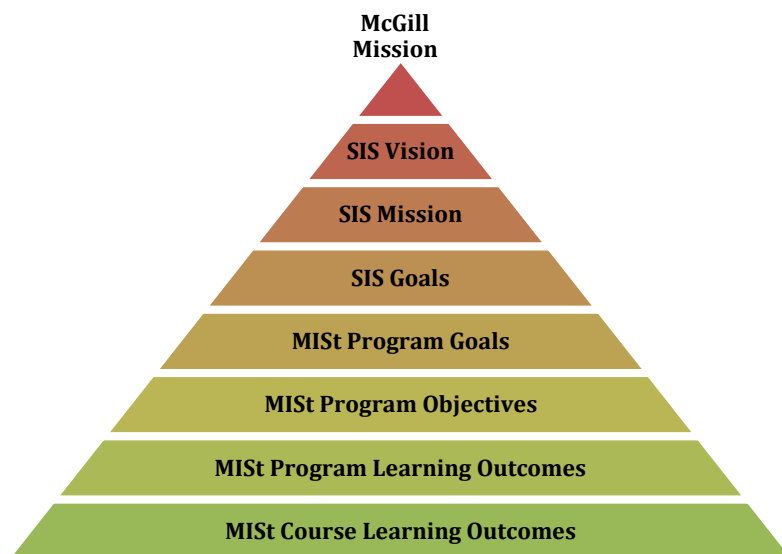 McGill
Mission
SIS Vision
SIS Mission
SIS Goals
MISt Program Goals
MISt Program Objectives
MISt Program Learning Outcomes
MISt Course Learning Outcomes